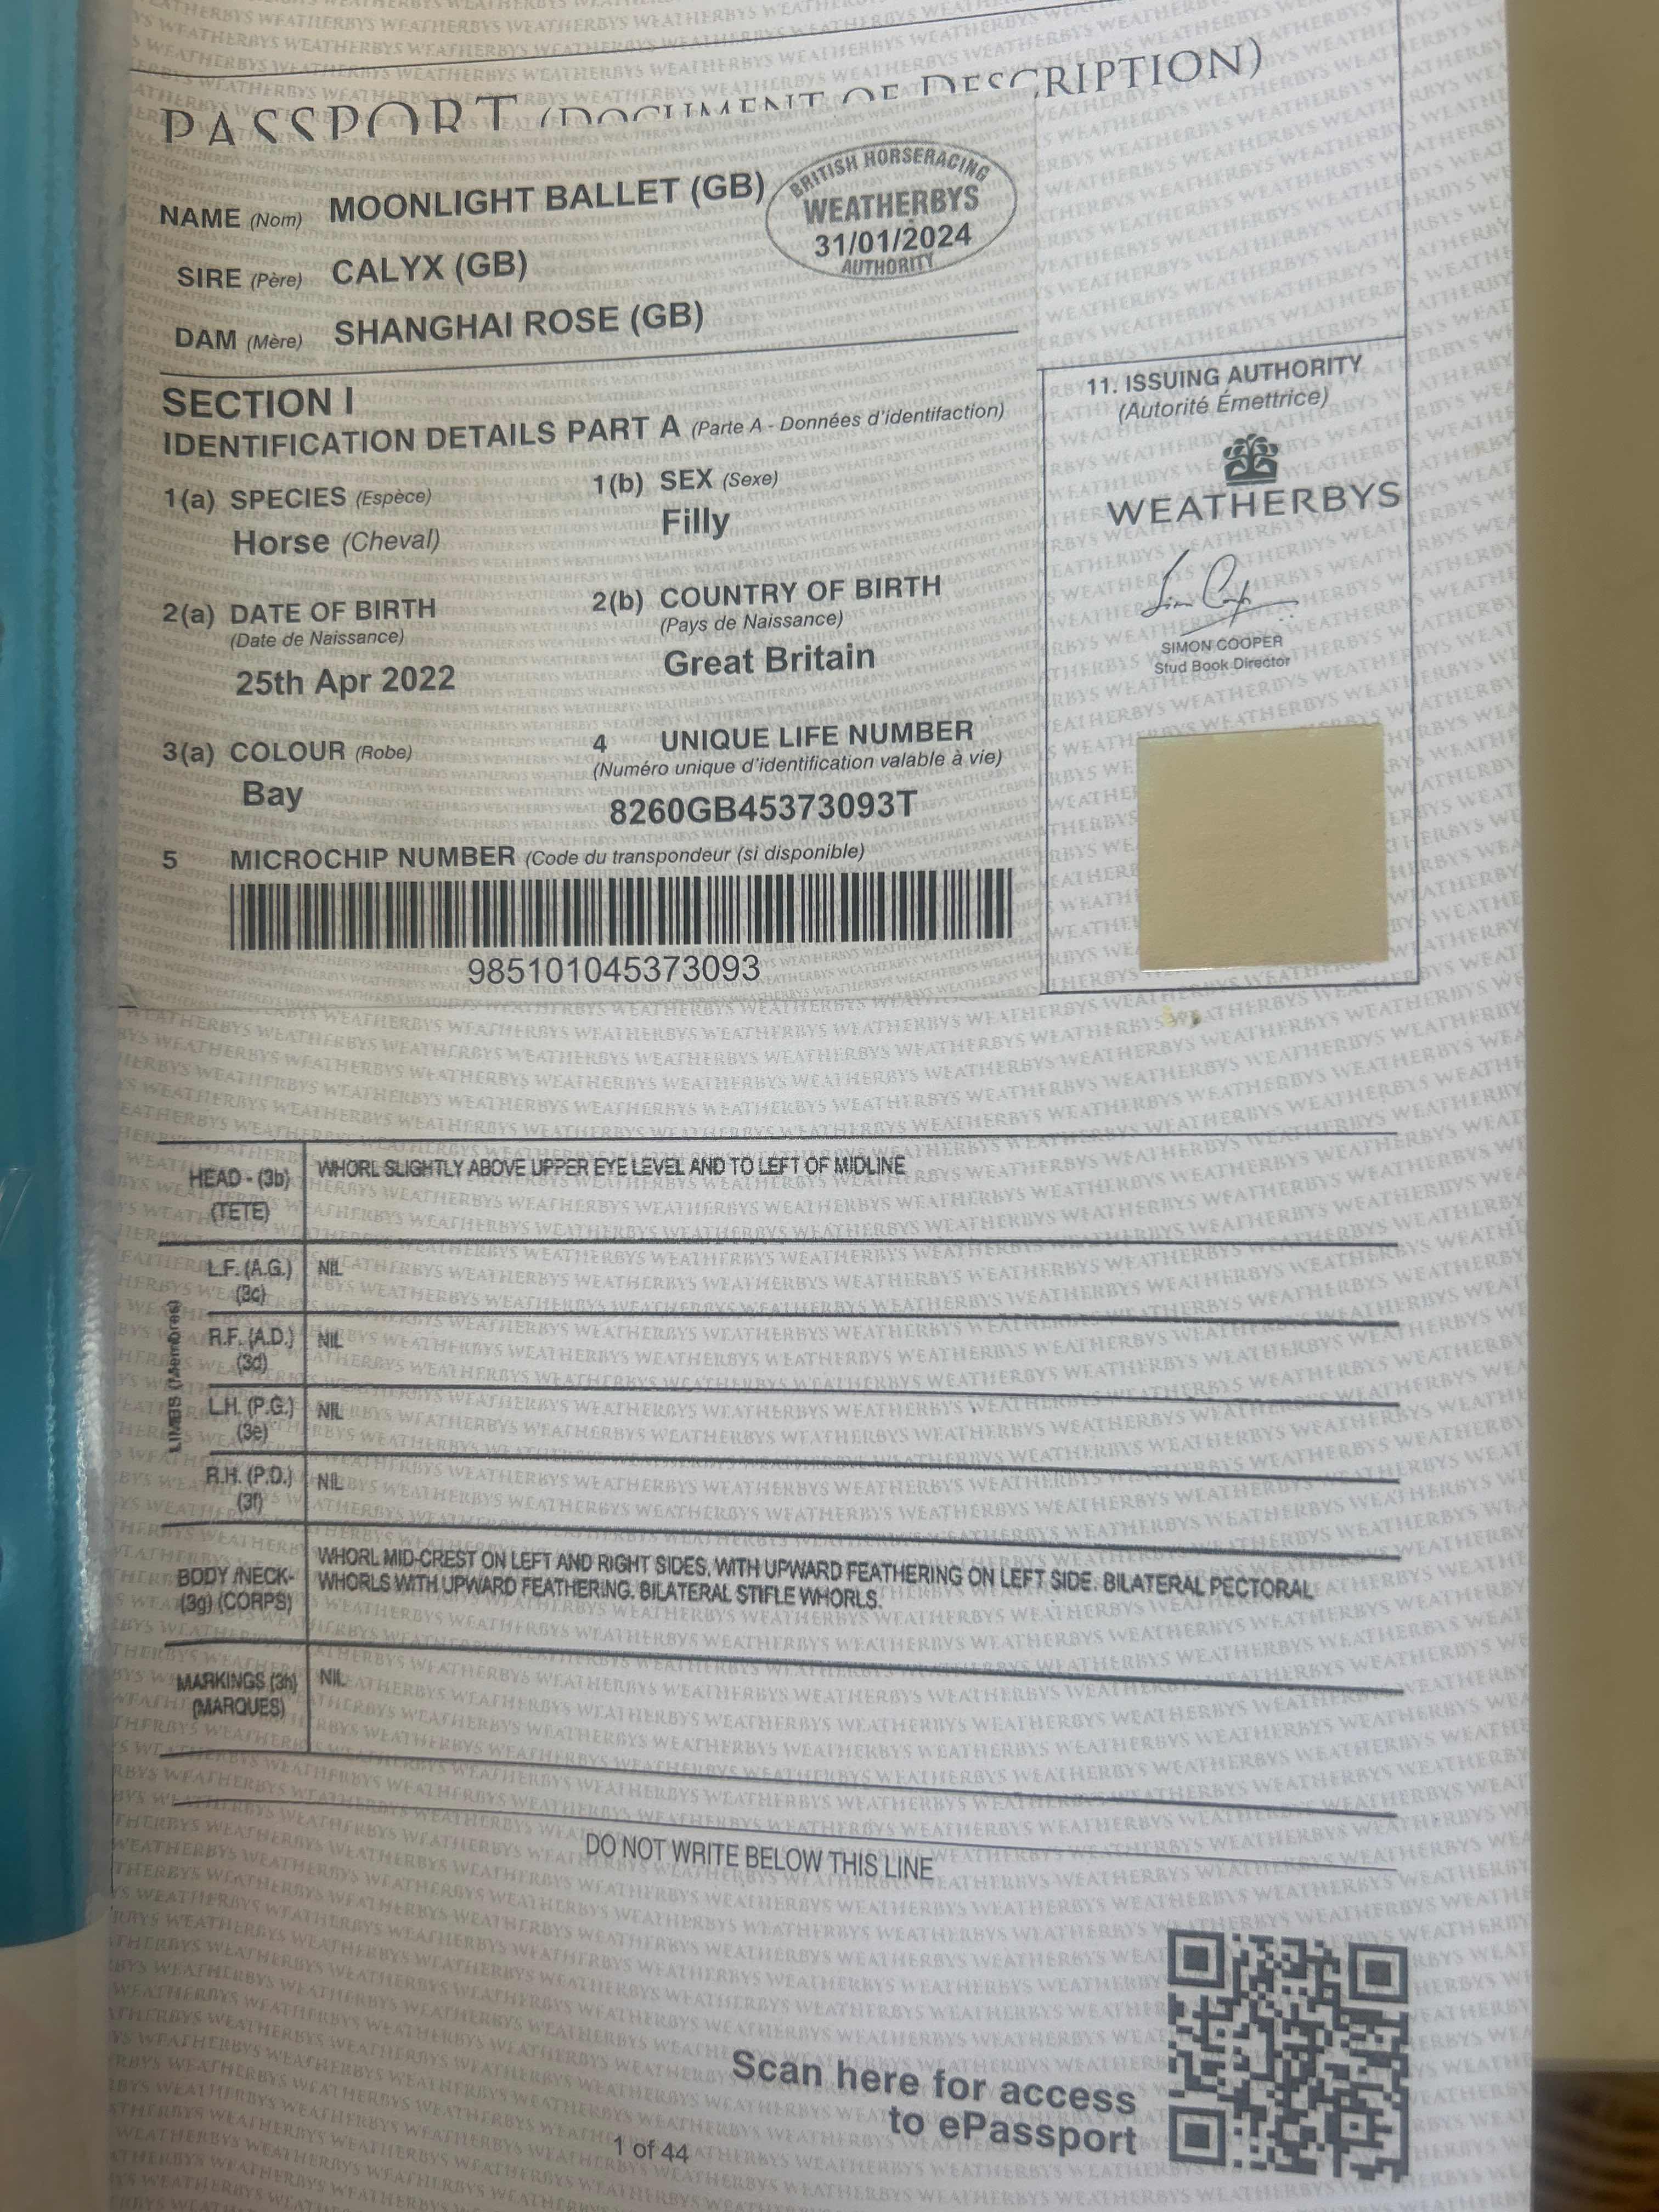 PASSPORT (DOCUMENT OF DESCRIPTION)
NAME (Nom) MOONLIGHT BALLET (GB)
BRITISH HORSERACING
WEATHERBYS
31/01/2024
AUTHORITY
SIRE (Père) CALYX (GB)
DAM (Mère) SHANGHAI ROSE (GB)
SECTION I
IDENTIFICATION DETAILS PART A (Parte A - Données d'identifaction)
1(a) SPECIES (Espèce)
Horse (Cheval)
1(b) SEX (Sexe)
Filly
2(a) DATE OF BIRTH
(Date de Naissance)
25th Apr 2022
2(b) COUNTRY OF BIRTH
(Pays de Naissance)
Great Britain
3(a) COLOUR (Robe)
Bay
4 UNIQUE LIFE NUMBER
(Numéro unique d'identification valable à vie)
8260GB45373093T
5 MICROCHIP NUMBER (Code du transpondeur (si disponible)
985101045373093
11. ISSUING AUTHORITY
(Autorité Émettrice)
WEATHERBYS
SIMON COOPER
Stud Book Director
HEAD - (3b)
(TETE)
WHORL SLIGHTLY ABOVE UPPER EYE LEVEL AND TO LEFT OF MIDLINE
LIMBS (Membres)
L.F. (A.G.)
(3c)
NIL
R.F. (A.D.)
(3d)
NIL
L.H. (P.G.)
(3e)
NIL
R.H. (P.D.)
(3f)
NIL
BODY /NECK-
(3g) (CORPS)
WHORL MID-CREST ON LEFT AND RIGHT SIDES, WITH UPWARD FEATHERING ON LEFT SIDE. BILATERAL PECTORAL
WHORLS WITH UPWARD FEATHERING. BILATERAL STIFLE WHORLS.
MARKINGS (3h)
(MARQUES)
NIL
DO NOT WRITE BELOW THIS LINE
Scan here for access
to ePassport
1 of 44